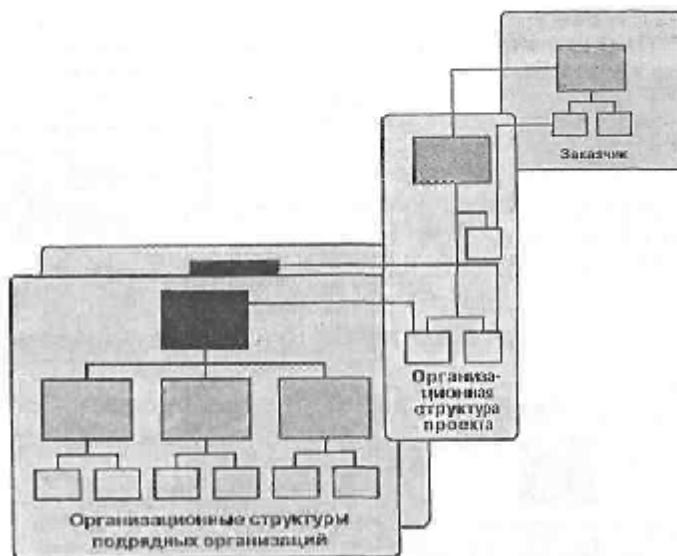 Заказчик
Организа-
ционная
структура
проекта
Организационные структуры
подрядных организаций